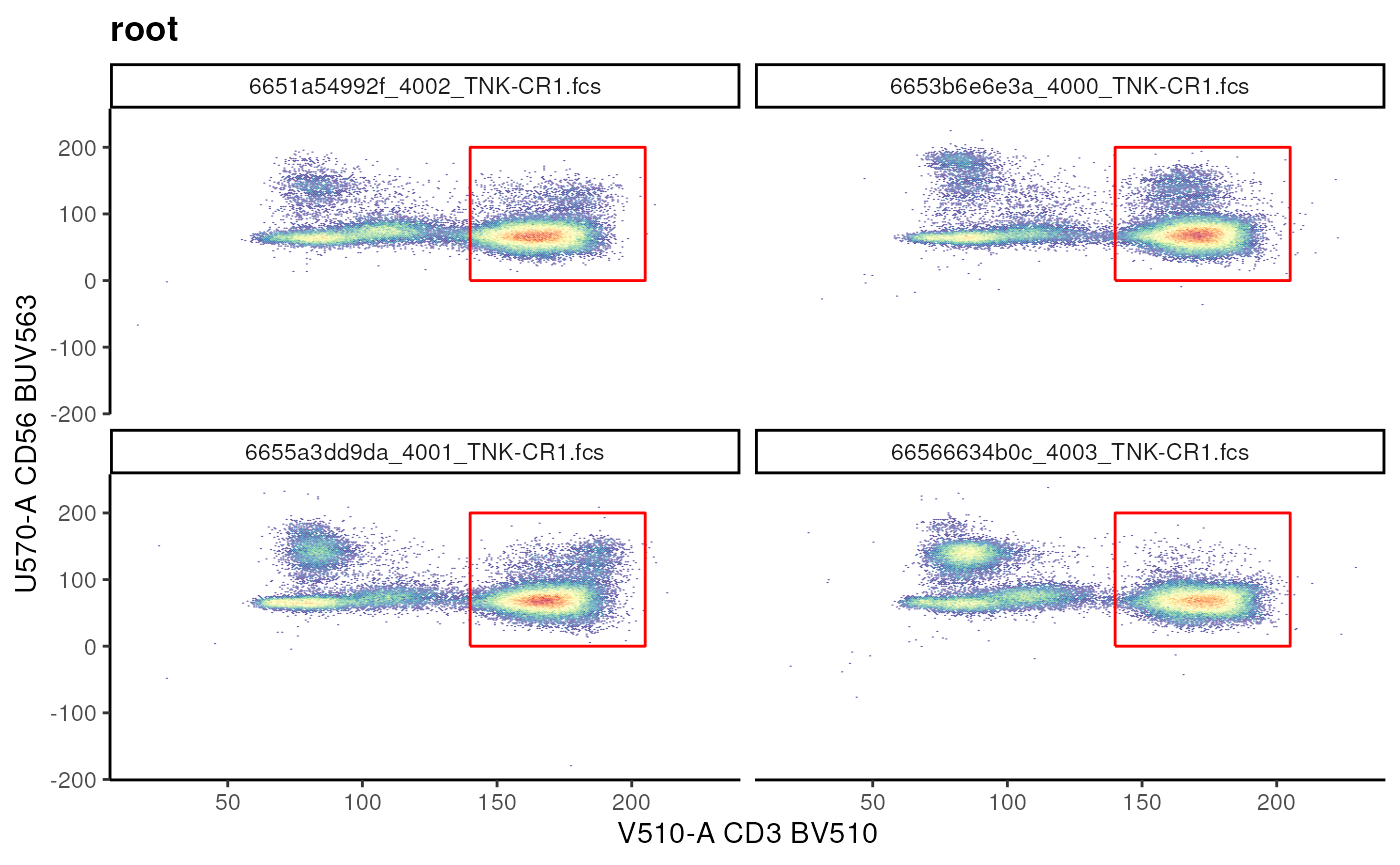 root
6651a54992f_4002_TNK-CR1.fcs
6653b6e6e3a_4000_TNK-CR1.fcs
200
100
0
-100
-200
6655a3dd9da_4001_TNK-CR1.fcs
66566634b0c_4003_TNK-CR1.fcs
200
100
0
-100
-200
U570-A CD56 BUV563
50 100 150 200
50 100 150 200
V510-A CD3 BV510